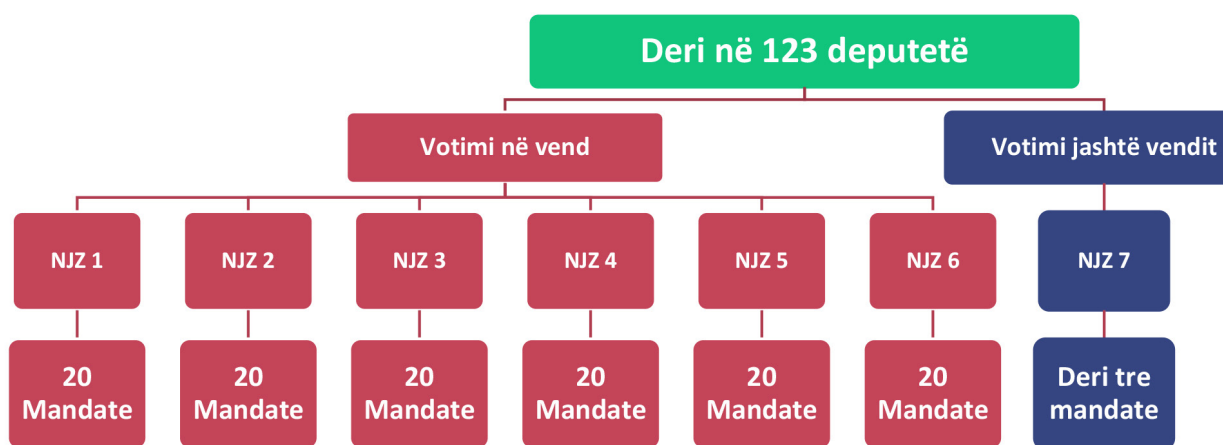 Deri në 123 deputetë
Votimi në vend
Votimi jashtë vendit
NJZ 1
NJZ 2
NJZ 3
NJZ 4
NJZ 5
NJZ 6
NJZ 7
20
Mandate
20
Mandate
20
Mandate
20
Mandate
20
Mandate
20
Mandate
Deri tre
mandate